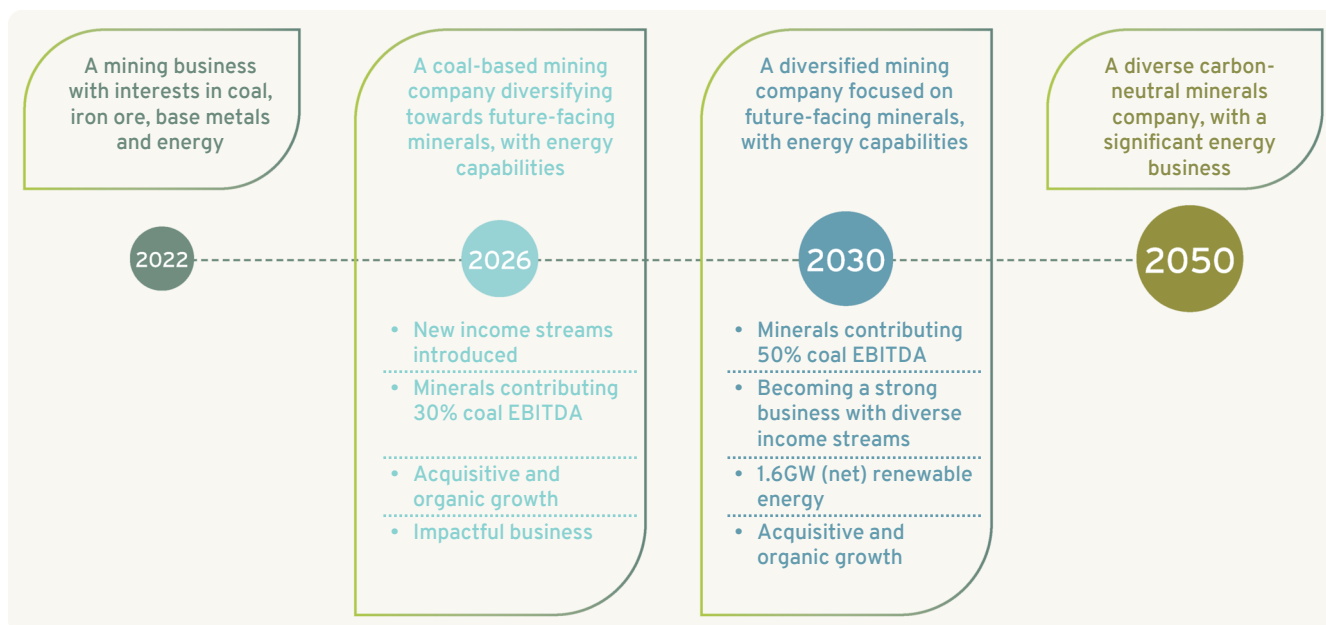 A mining business
with interests in coal,
iron ore, base metals
and energy
2022
A coal-based mining
company diversifying
towards future-facing
minerals, with energy
capabilities
2026
• New income streams
introduced
• Minerals contributing
30% coal EBITDA
• Acquisitive and
organic growth
• Impactful business
A diversified mining
company focused on
future-facing minerals,
with energy capabilities
2030
• Minerals contributing
50% coal EBITDA
• Becoming a strong
business with diverse
income streams
• 1.6GW (net) renewable
energy
• Acquisitive and
organic growth
A diverse carbon-
neutral minerals
company, with a
significant energy
business
2050